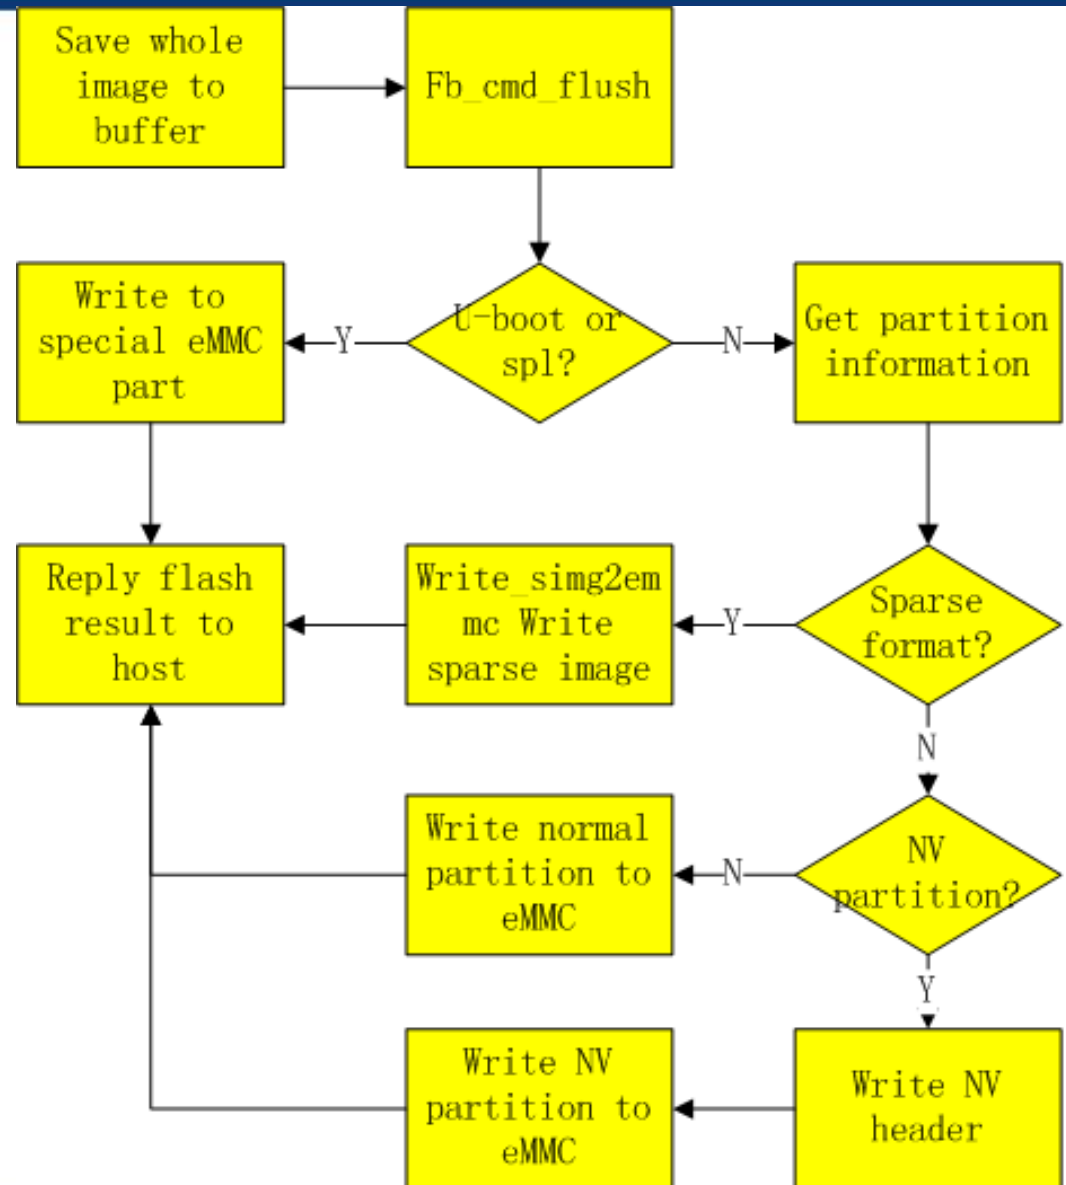 Save whole
image to
buffer
Fb_cmd_flush
U-boot or
spl?
Y
N
Write to
special eMMC
part
Get partition
information
Reply flash
result to
host
Write_simg2em
mc Write
sparse image
Y
Sparse
format?
N
Write normal
partition to
eMMC
N
NV
partition?
Y
Write NV
partition to
eMMC
Write NV
header